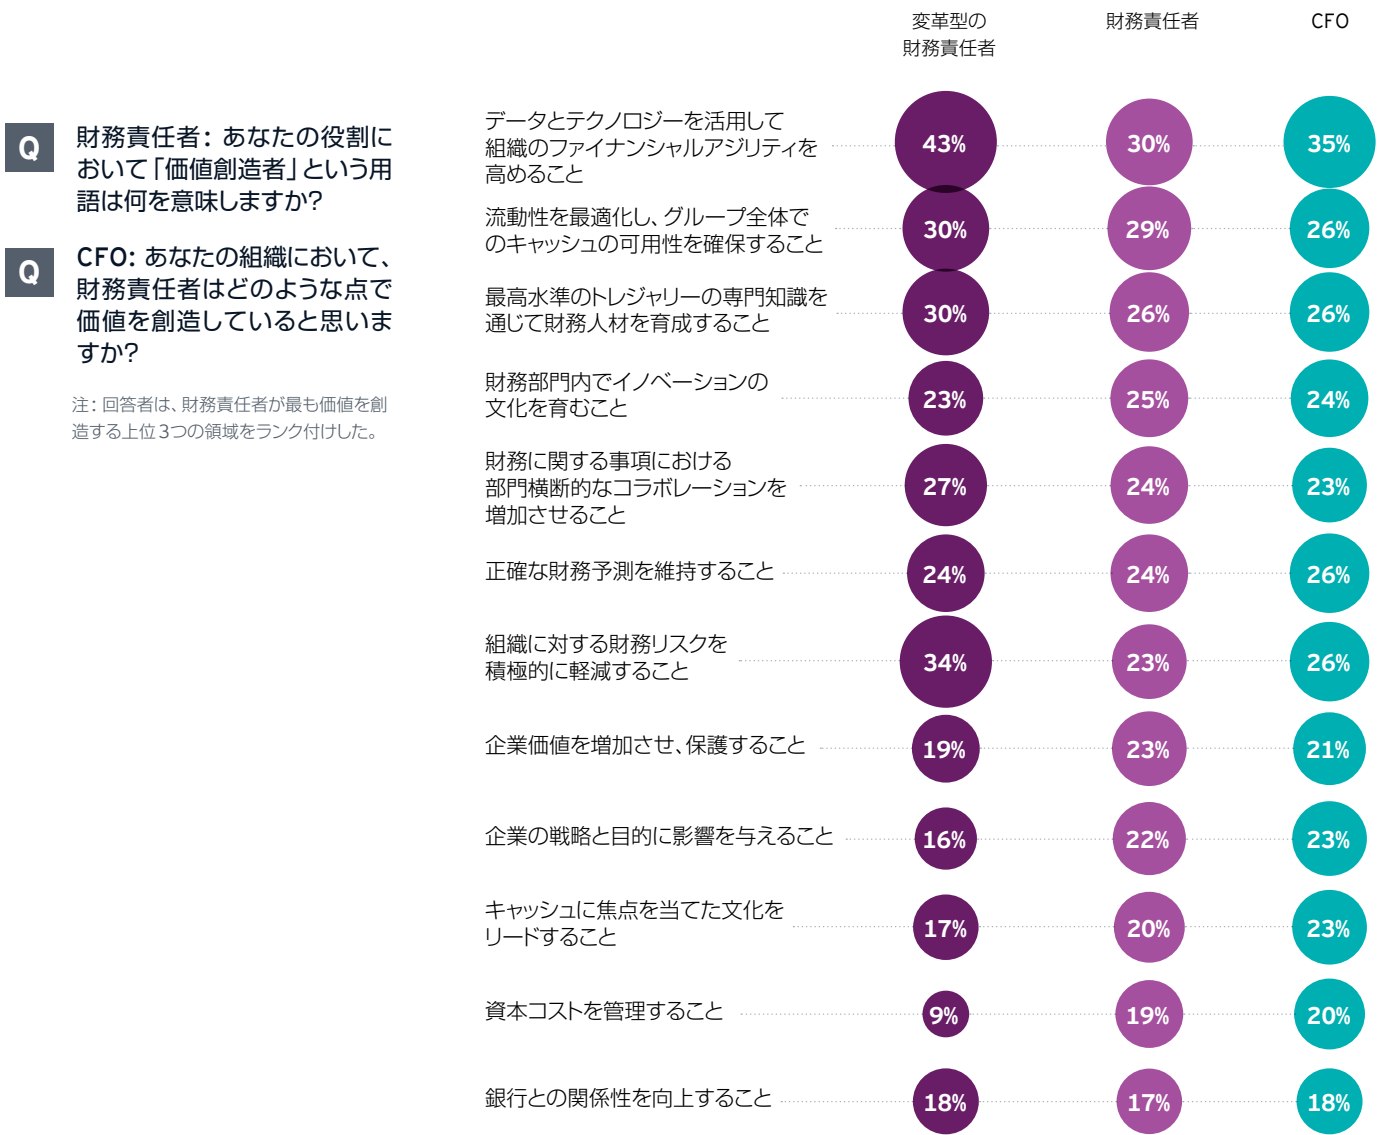 変革型の
財務責任者
財務責任者
CFO
Q
財務責任者: あなたの役割に
おいて「価値創造者」という用
語は何を意味しますか?
Q
CFO: あなたの組織において、
財務責任者はどのような点で
価値を創造していると思いま
すか?
注: 回答者は、財務責任者が最も価値を創
造する上位3つの領域をランク付けした。
データとテクノロジーを活用して
組織のファイナンシャルアジリティを
高めること
43%
30%
35%
流動性を最適化し、グループ全体で
のキャッシュの可用性を確保すること
30%
29%
26%
最高水準のトレジャリーの専門知識を
通じて財務人材を育成すること
30%
26%
26%
財務部門内でイノベーションの
文化を育むこと
23%
25%
24%
財務に関する事項における
部門横断的なコラボレーションを
増加させること
27%
24%
23%
正確な財務予測を維持すること
24%
24%
26%
組織に対する財務リスクを
積極的に軽減すること
34%
23%
26%
企業価値を増加させ、保護すること
19%
23%
21%
企業の戦略と目的に影響を与えること
16%
22%
23%
キャッシュに焦点を当てた文化を
リードすること
17%
20%
23%
資本コストを管理すること
9%
19%
20%
銀行との関係性を向上すること
18%
17%
18%